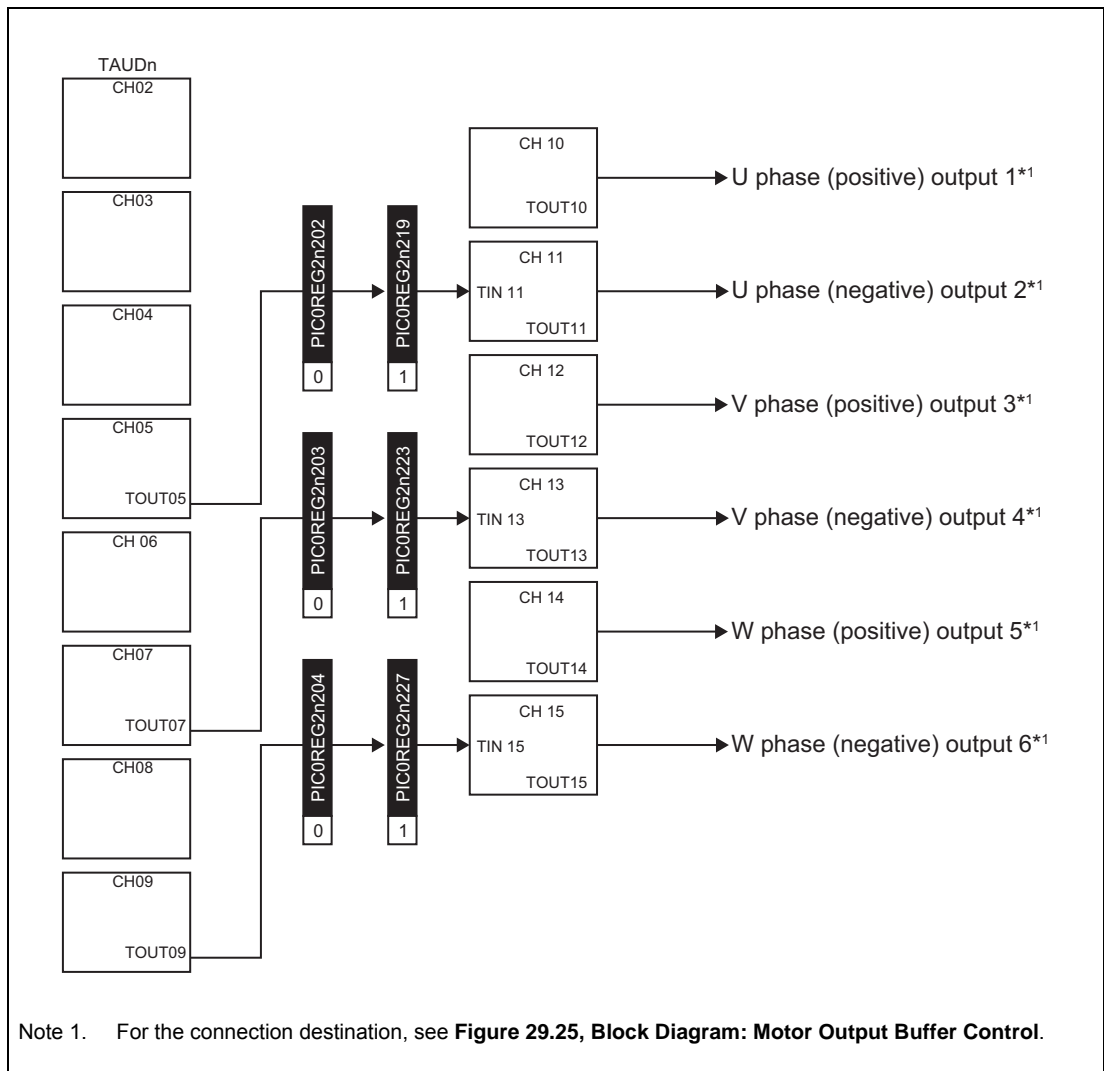 TAUDn
CH02
CH03
CH04
CH05
TOUT05
CH 06
CH07
TOUT07
CH08
CH09
TOUT09
PIC0REG2n202
0
PIC0REG2n219
1
PIC0REG2n203
0
PIC0REG2n223
1
PIC0REG2n204
0
PIC0REG2n227
1
CH 10
TOUT10
U phase (positive) output 1*1
CH 11
TIN 11
TOUT11
U phase (negative) output 2*1
CH 12
TOUT12
V phase (positive) output 3*1
CH 13
TIN 13
TOUT13
V phase (negative) output 4*1
CH 14
TOUT14
W phase (positive) output 5*1
CH 15
TIN 15
TOUT15
W phase (negative) output 6*1
Note 1. For the connection destination, see Figure 29.25, Block Diagram: Motor Output Buffer Control.